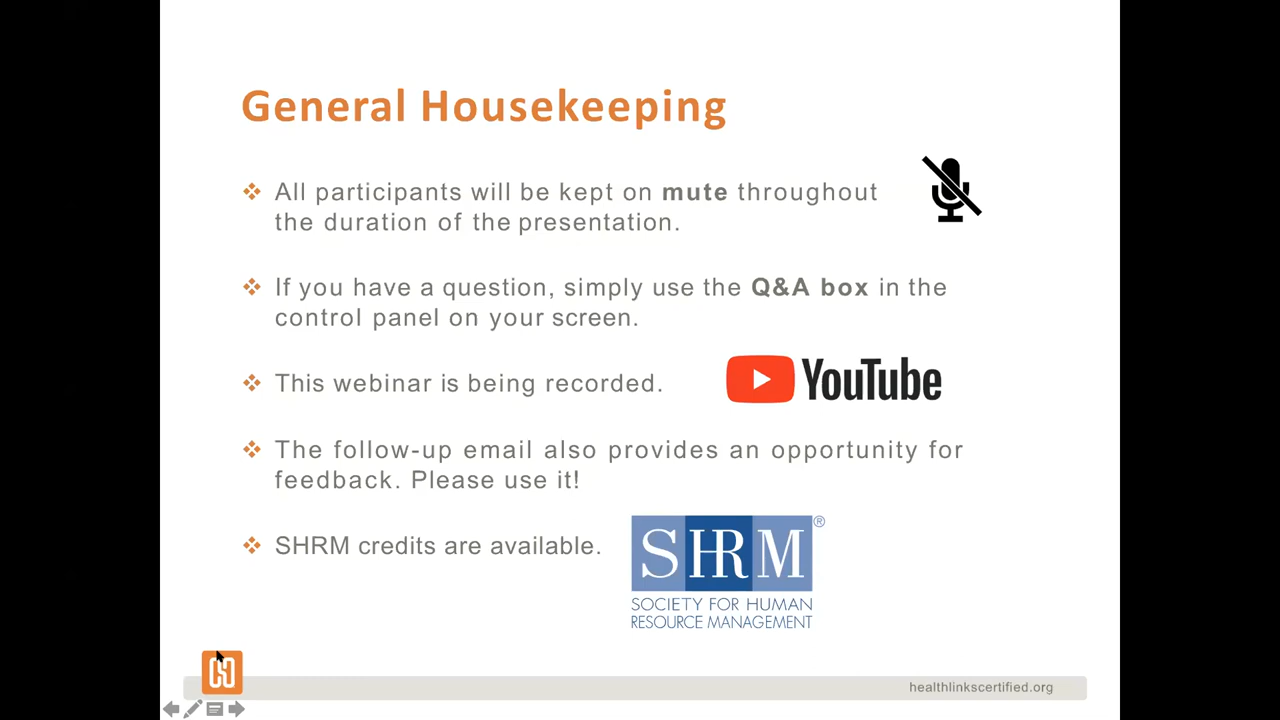 General Housekeeping
All participants will be kept on mute throughout
the duration of the presentation.
If you have a question, simply use the Q&A box in the
control panel on your screen.
This webinar is being recorded.
YouTube
The follow-up email also provides an opportunity for
feedback. Please use it!
SHRM credits are available.
SHRM®
SOCIETY FOR HUMAN
RESOURCE MANAGEMENT
healthlinkscertified.org